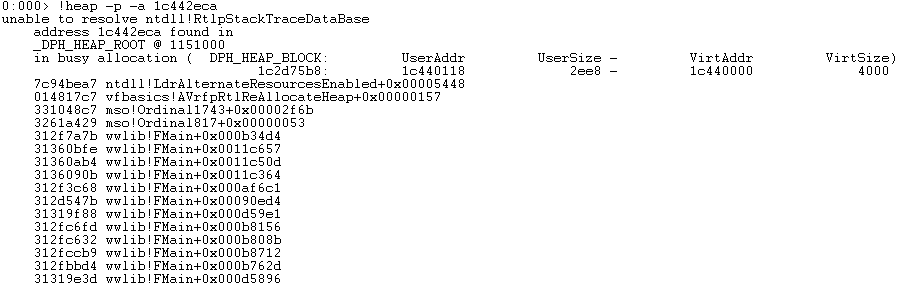 0:000> !heap -p -a 1c442eca
unable to resolve ntdll!RtlpStackTraceDataBase
address 1c442eca found in
_DPH_HEAP_ROOT @ 1151000
in busy allocation ( DPH_HEAP_BLOCK: UserAddr UserSize - VirtAddr VirtSize)
1c2d75b8: 1c440118 2ee8 - 1c440000 4000
7c94bea7 ntdll!LdrAlternateResourcesEnabled+0x00005448
014817c7 vfbasics!AVrfpRtlReAllocateHeap+0x00000157
331048c7 mso!Ordinal1743+0x00002f6b
3261a429 mso!Ordinal817+0x00000053
312f7a7b wwlib!FMain+0x000b34d4
31360bfe wwlib!FMain+0x0011c657
31360ab4 wwlib!FMain+0x0011c50d
3136090b wwlib!FMain+0x0011c364
312f3c68 wwlib!FMain+0x000af6c1
312d547b wwlib!FMain+0x00090ed4
31319f88 wwlib!FMain+0x000d59e1
312fc6fd wwlib!FMain+0x000b8156
312fc632 wwlib!FMain+0x000b808b
312fccb9 wwlib!FMain+0x000b8712
312fbbd4 wwlib!FMain+0x000b762d
31319e3d wwlib!FMain+0x000d5896